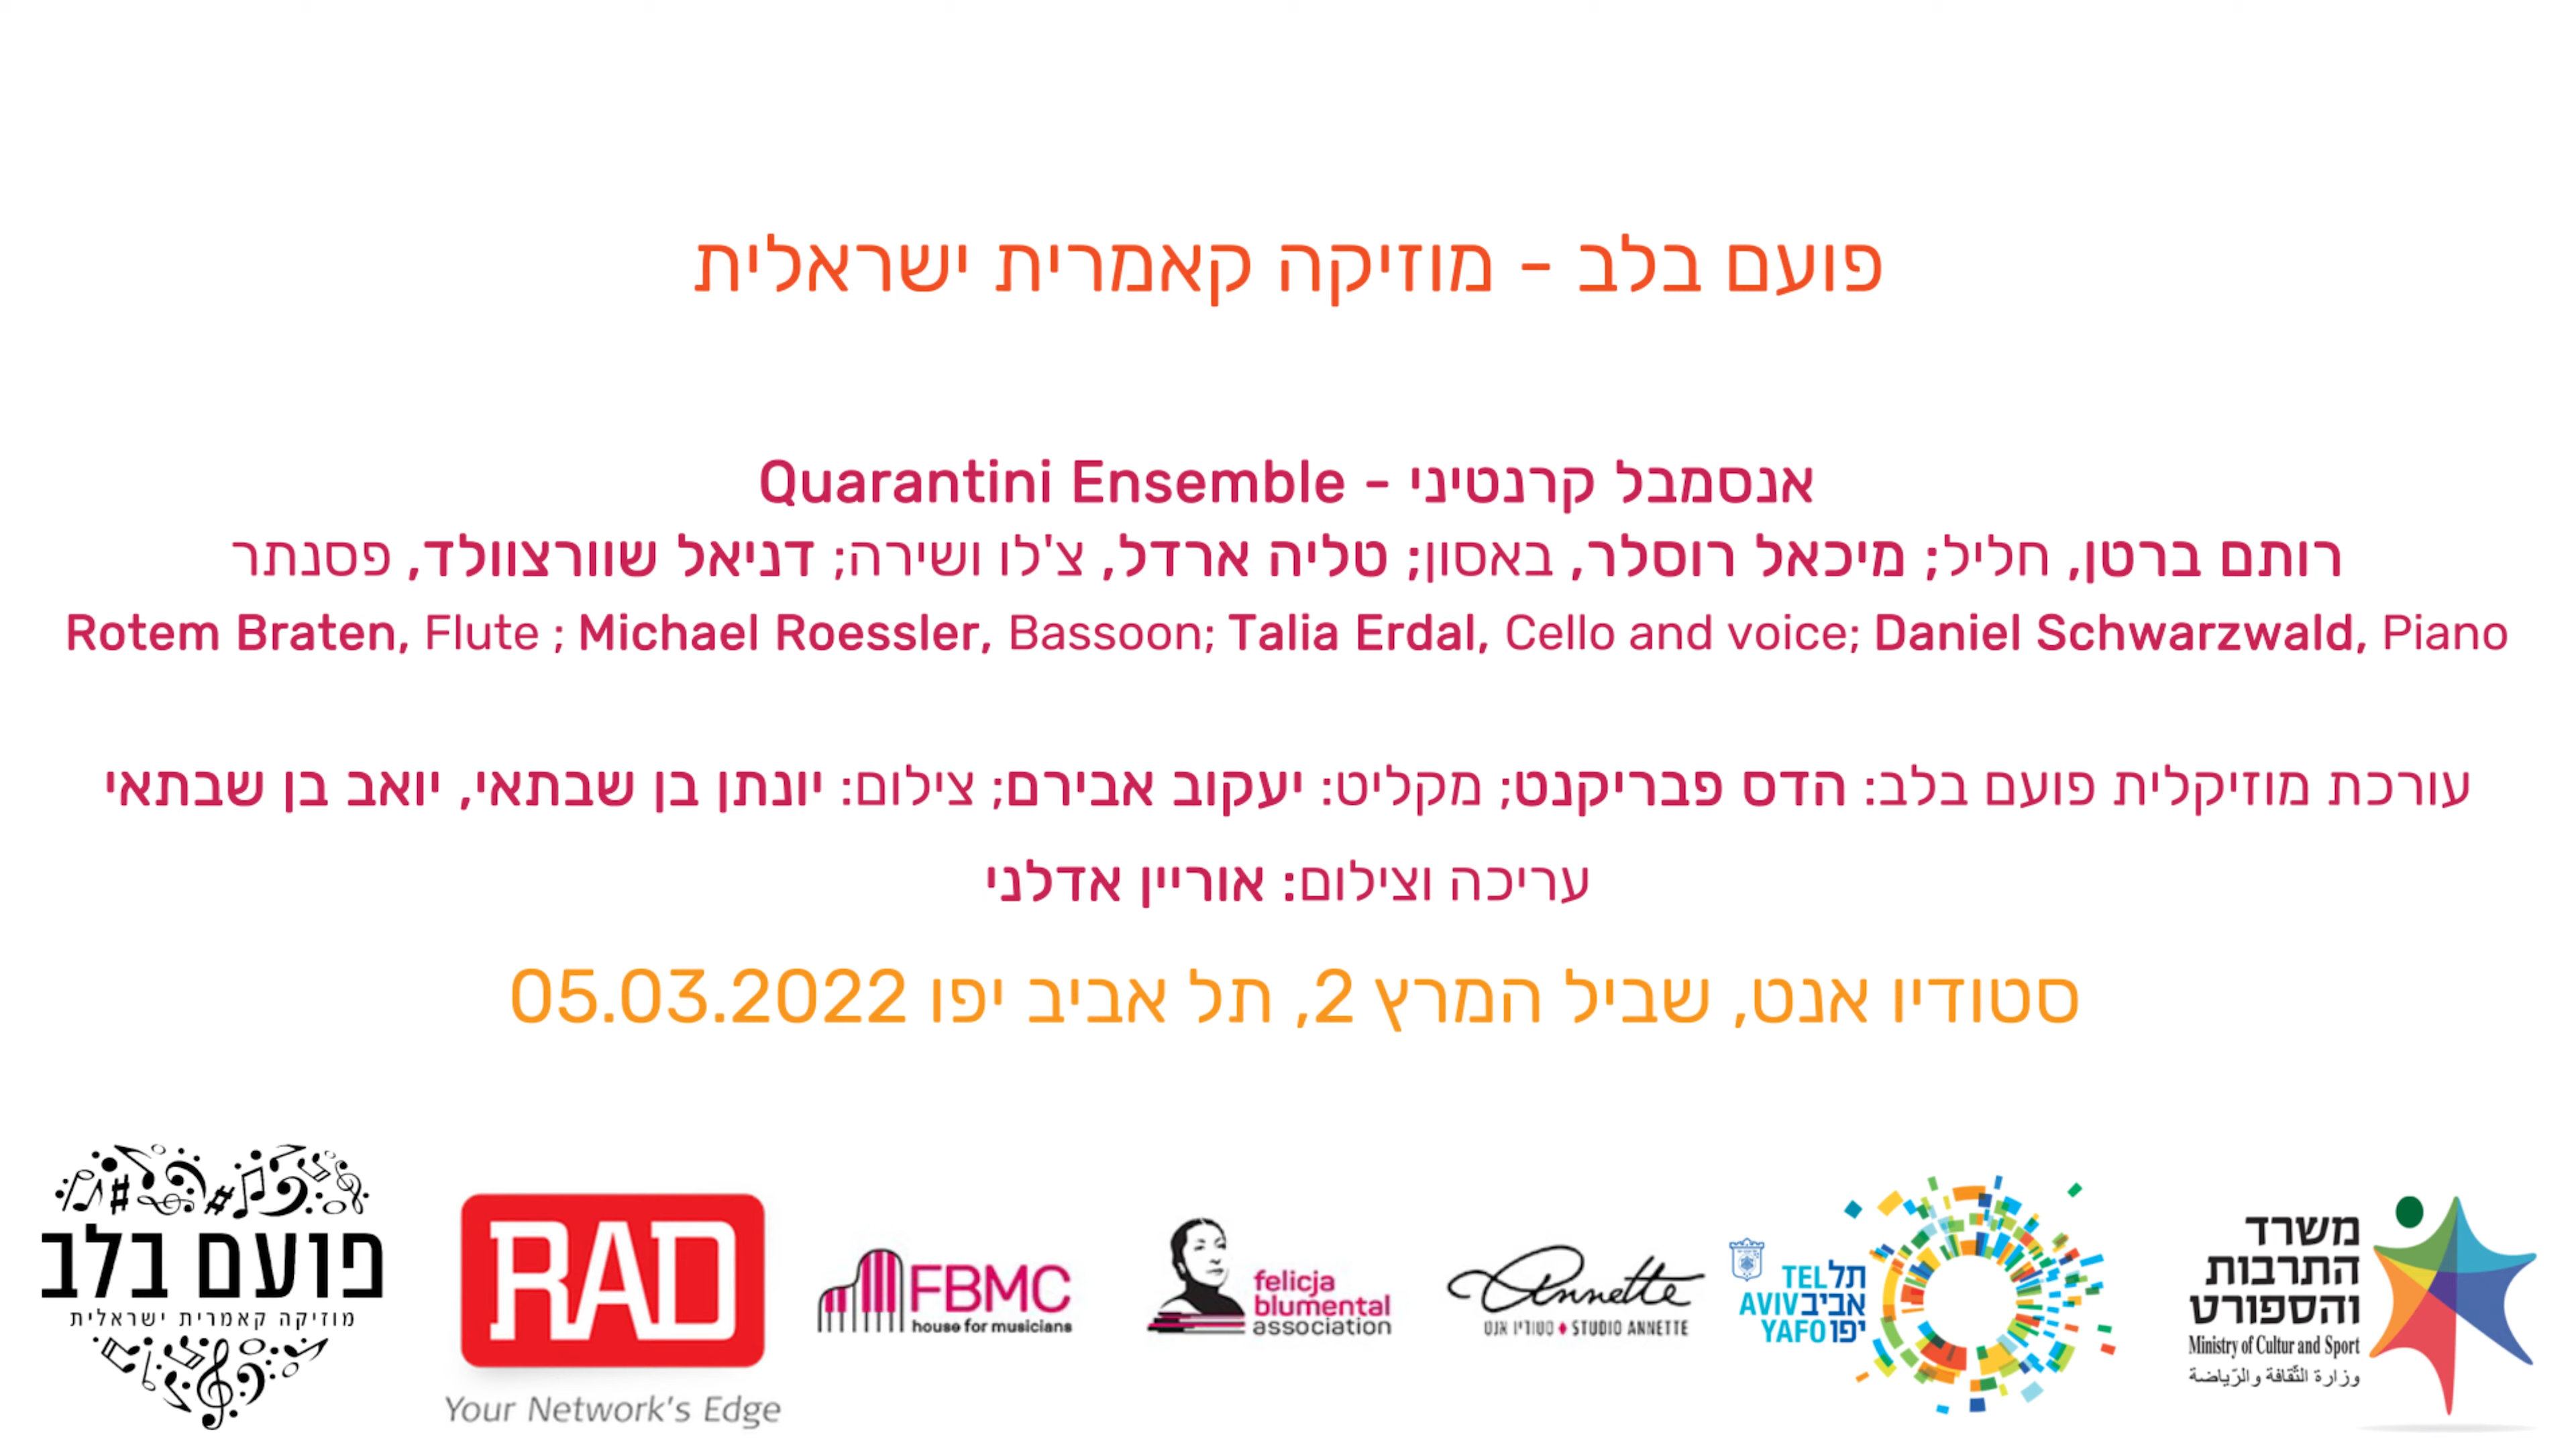 פועם בלב - מוזיקה קאמרית ישראלית
אנסמבל קרנטיני - Quarantini Ensemble
רותם ברטן, חליל; מיכאל רוסלר, באסון; טליה ארדל, צ'לו ושירה; דניאל שוורצוולד, פסנתר
Rotem Braten, Flute ; Michael Roessler, Bassoon; Talia Erdal, Cello and voice; Daniel Schwarzwald, Piano
עורכת מוזיקלית פועם בלב: הדס פבריקנט; מקליט: יעקוב אבירם; צילום: יונתן בן שבתאי, יואב בן שבתאי
עריכה וצילום: אוריין אדלני
סטודיו אנט, שביל המרץ 2, תל אביב יפו 05.03.2022
פועם בלב
מוזיקה קאמרית ישראלית
RAD
Your Network's Edge
FBMC
house for musicians
felicja
blumental
association
Annette
סטודיו אנט ♦ STUDIO ANNETTE
TEL תל
AVIV אביב
YAFO יפו
משרד
התרבות
והספורט
Ministry of Cultur and Sport
وزارة الثّقافة والرّياضة